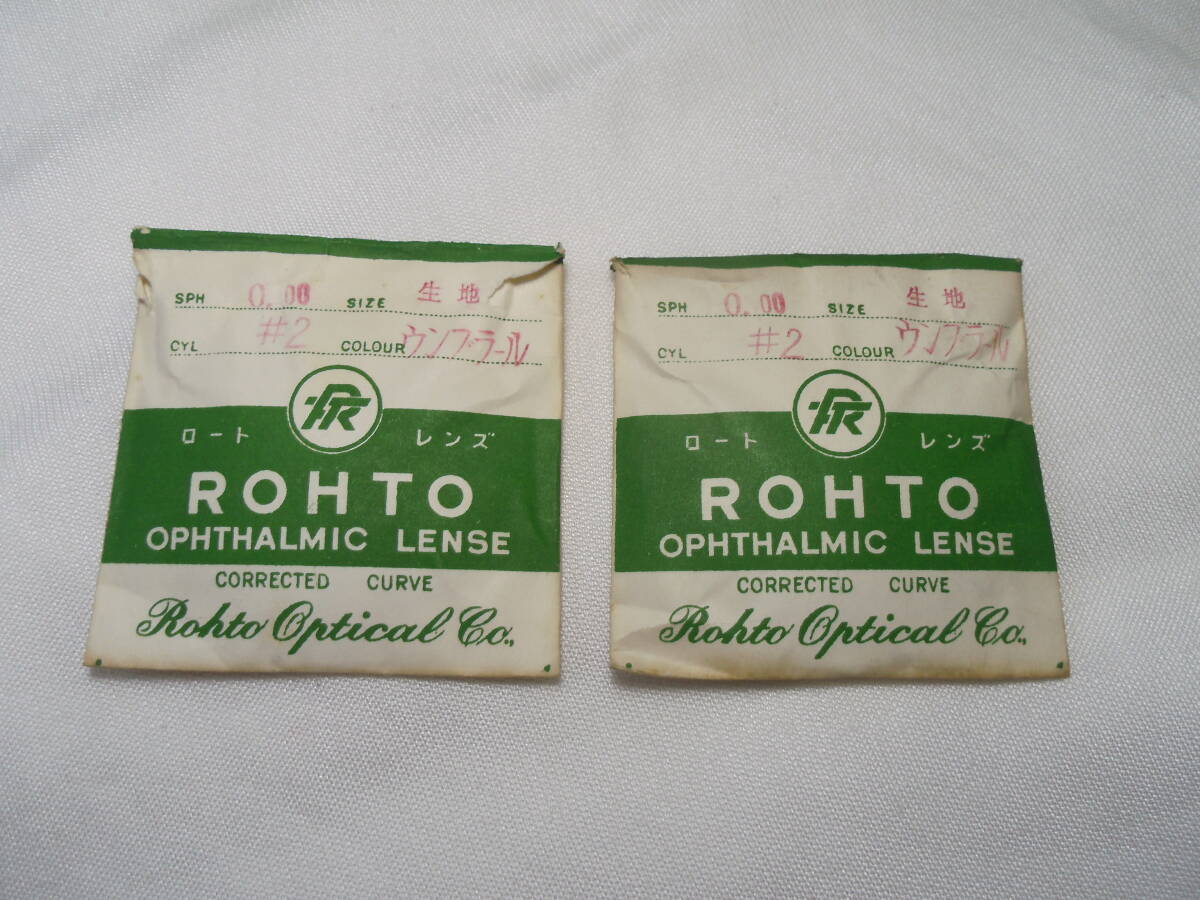 SPH 0.00 SIZE 生地
CYL #2 COLOUR ウンブラール
ロート レンズ
ROHTO
OPHTHALMIC LENSE
CORRECTED CURVE
Rohto Optical Co.,
SPH 0.00 SIZE 生地
CYL #2 COLOUR ウンブラール
ロート レンズ
ROHTO
OPHTHALMIC LENSE
CORRECTED CURVE
Rohto Optical Co.,